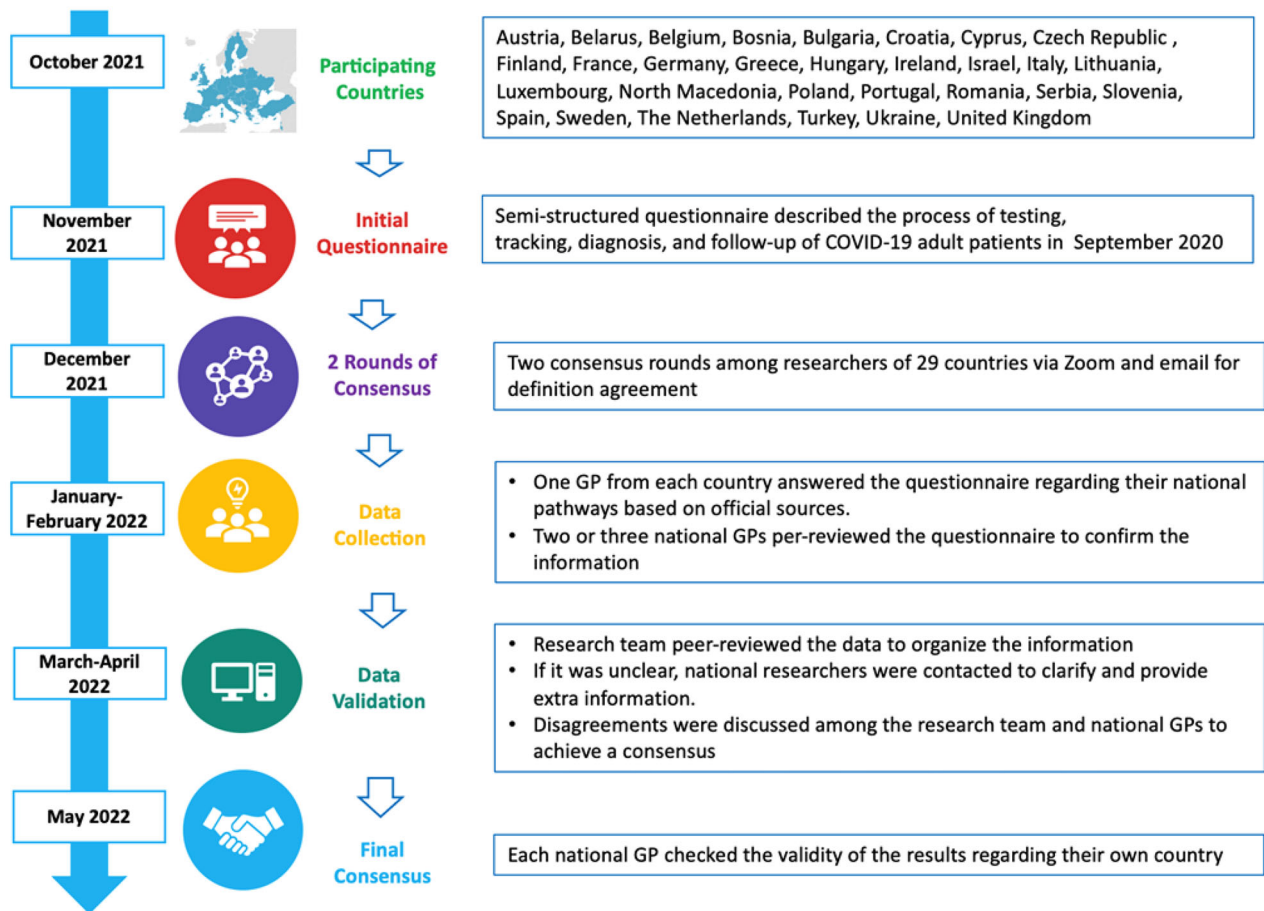 October 2021
Participating
Countries
Austria, Belarus, Belgium, Bosnia, Bulgaria, Croatia, Cyprus, Czech Republic ,
Finland, France, Germany, Greece, Hungary, Ireland, Israel, Italy, Lithuania,
Luxembourg, North Macedonia, Poland, Portugal, Romania, Serbia, Slovenia,
Spain, Sweden, The Netherlands, Turkey, Ukraine, United Kingdom
November
2021
Initial
Questionnaire
Semi-structured questionnaire described the process of testing,
tracking, diagnosis, and follow-up of COVID-19 adult patients in September 2020
December
2021
2 Rounds of
Consensus
Two consensus rounds among researchers of 29 countries via Zoom and email for
definition agreement
January-
February 2022
Data
Collection
• One GP from each country answered the questionnaire regarding their national
pathways based on official sources.
• Two or three national GPs per-reviewed the questionnaire to confirm the
information
March-April
2022
Data
Validation
• Research team peer-reviewed the data to organize the information
• If it was unclear, national researchers were contacted to clarify and provide
extra information.
• Disagreements were discussed among the research team and national GPs to
achieve a consensus
May 2022
Final
Consensus
Each national GP checked the validity of the results regarding their own country